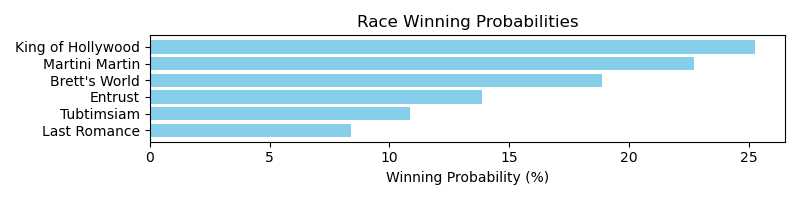 Race Winning Probabilities
King of Hollywood
Martini Martin
Brett's World
Entrust
Tubtimsiam
Last Romance
0 5 10 15 20 25
Winning Probability (%)